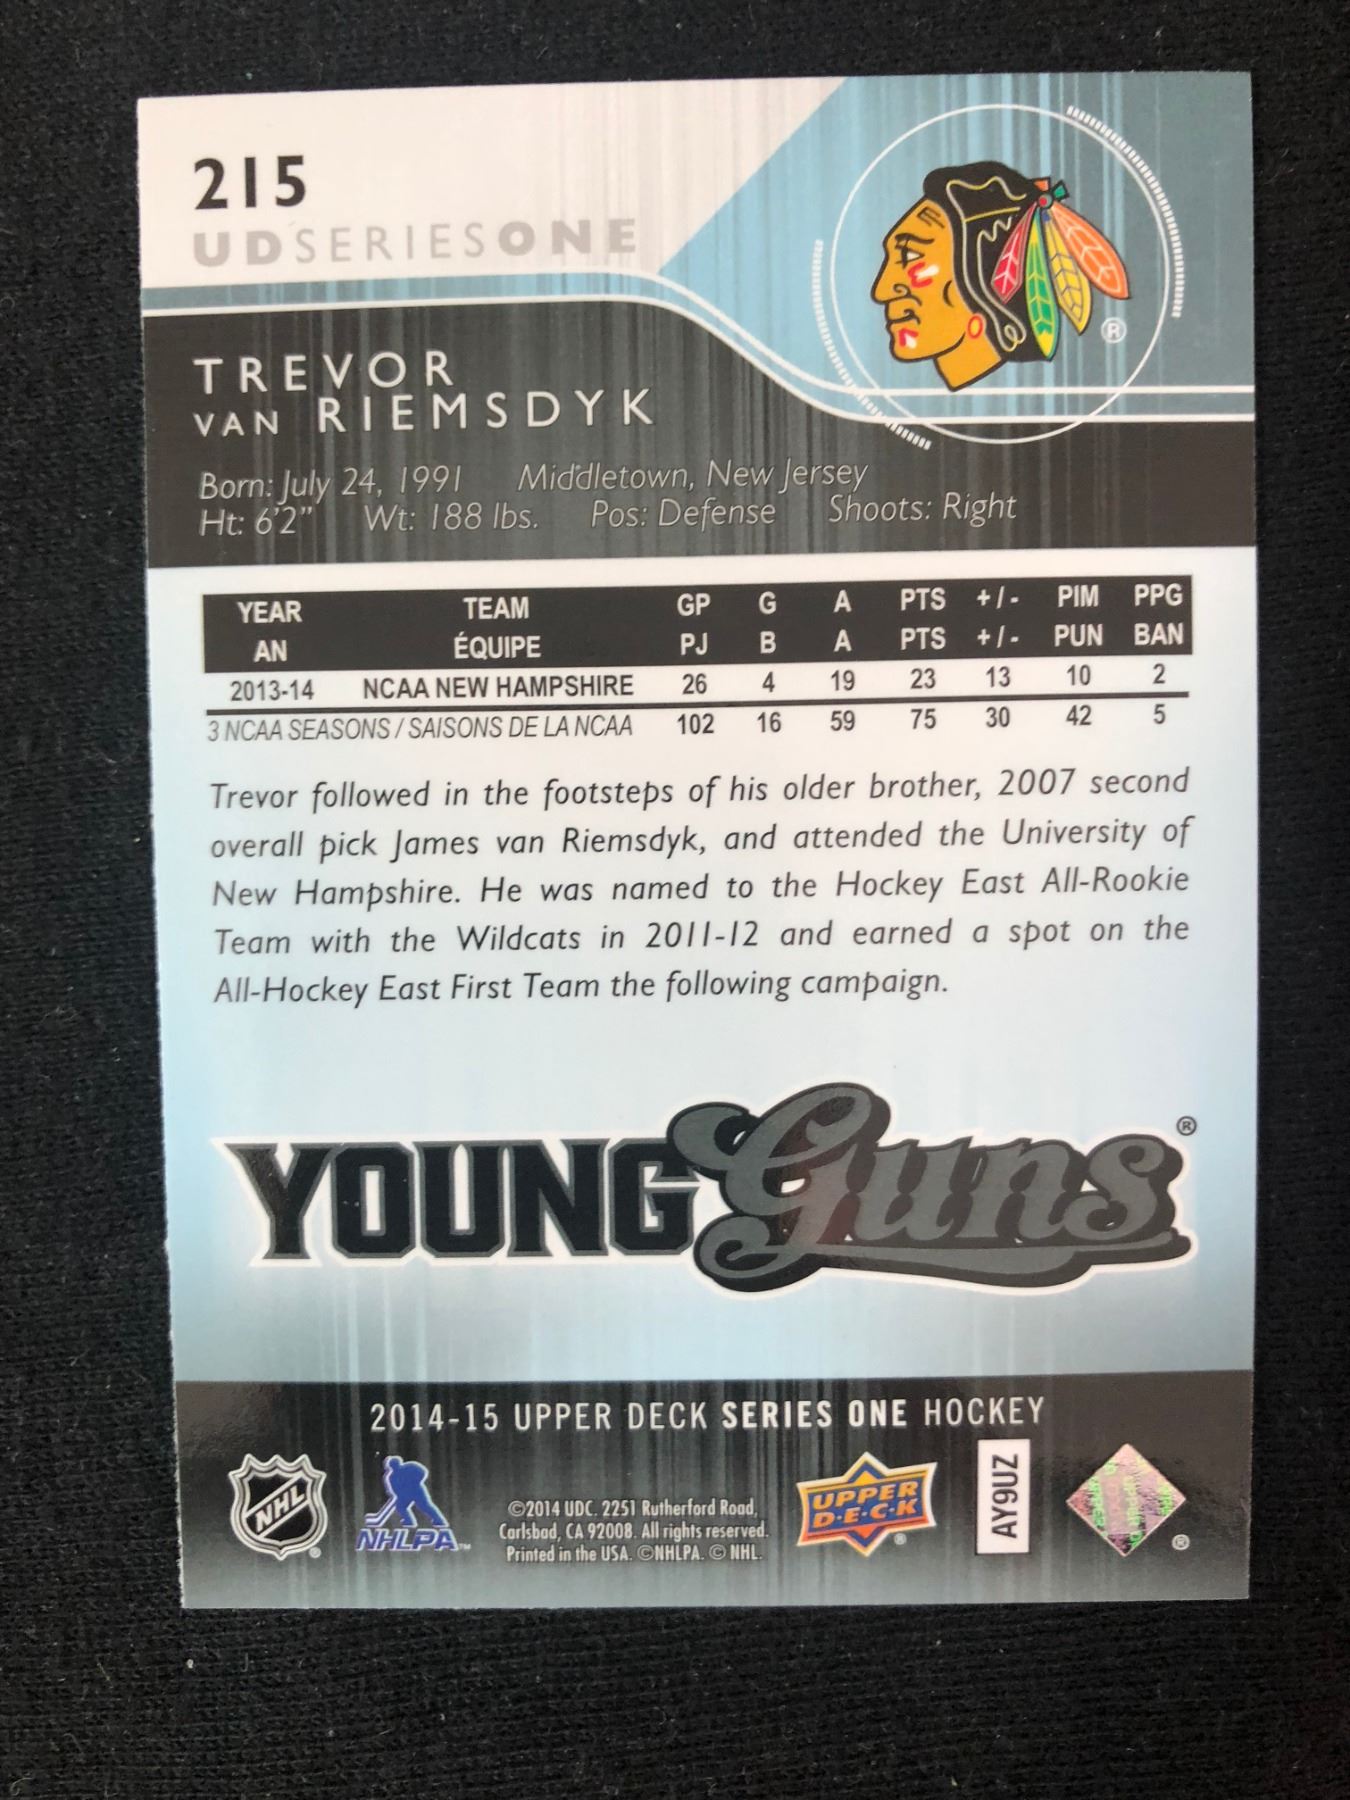 215
UD SERIES ONE
®
TREVOR
VAN RIEMSDYK
Born: July 24, 1991 Middletown, New Jersey
Ht: 6'2" Wt: 188 lbs. Pos: Defense Shoots: Right
YEAR TEAM GP G A PTS +/- PIM PPG
AN ÉQUIPE PJ B A PTS +/- PUN BAN
2013-14 NCAA NEW HAMPSHIRE 26 4 19 23 13 10 2
3 NCAA SEASONS / SAISONS DE LA NCAA 102 16 59 75 30 42 5
Trevor followed in the footsteps of his older brother, 2007 second
overall pick James van Riemsdyk, and attended the University of
New Hampshire. He was named to the Hockey East All-Rookie
Team with the Wildcats in 2011-12 and earned a spot on the
All-Hockey East First Team the following campaign.
YOUNG Guns®
2014-15 UPPER DECK SERIES ONE HOCKEY
NHL®
NHLPA™
©2014 UDC. 2251 Rutherford Road,
Carlsbad, CA 92008. All rights reserved.
Printed in the USA. ©NHLPA. © NHL.
UPPER
D·E·C·K®
AY9UZ
®